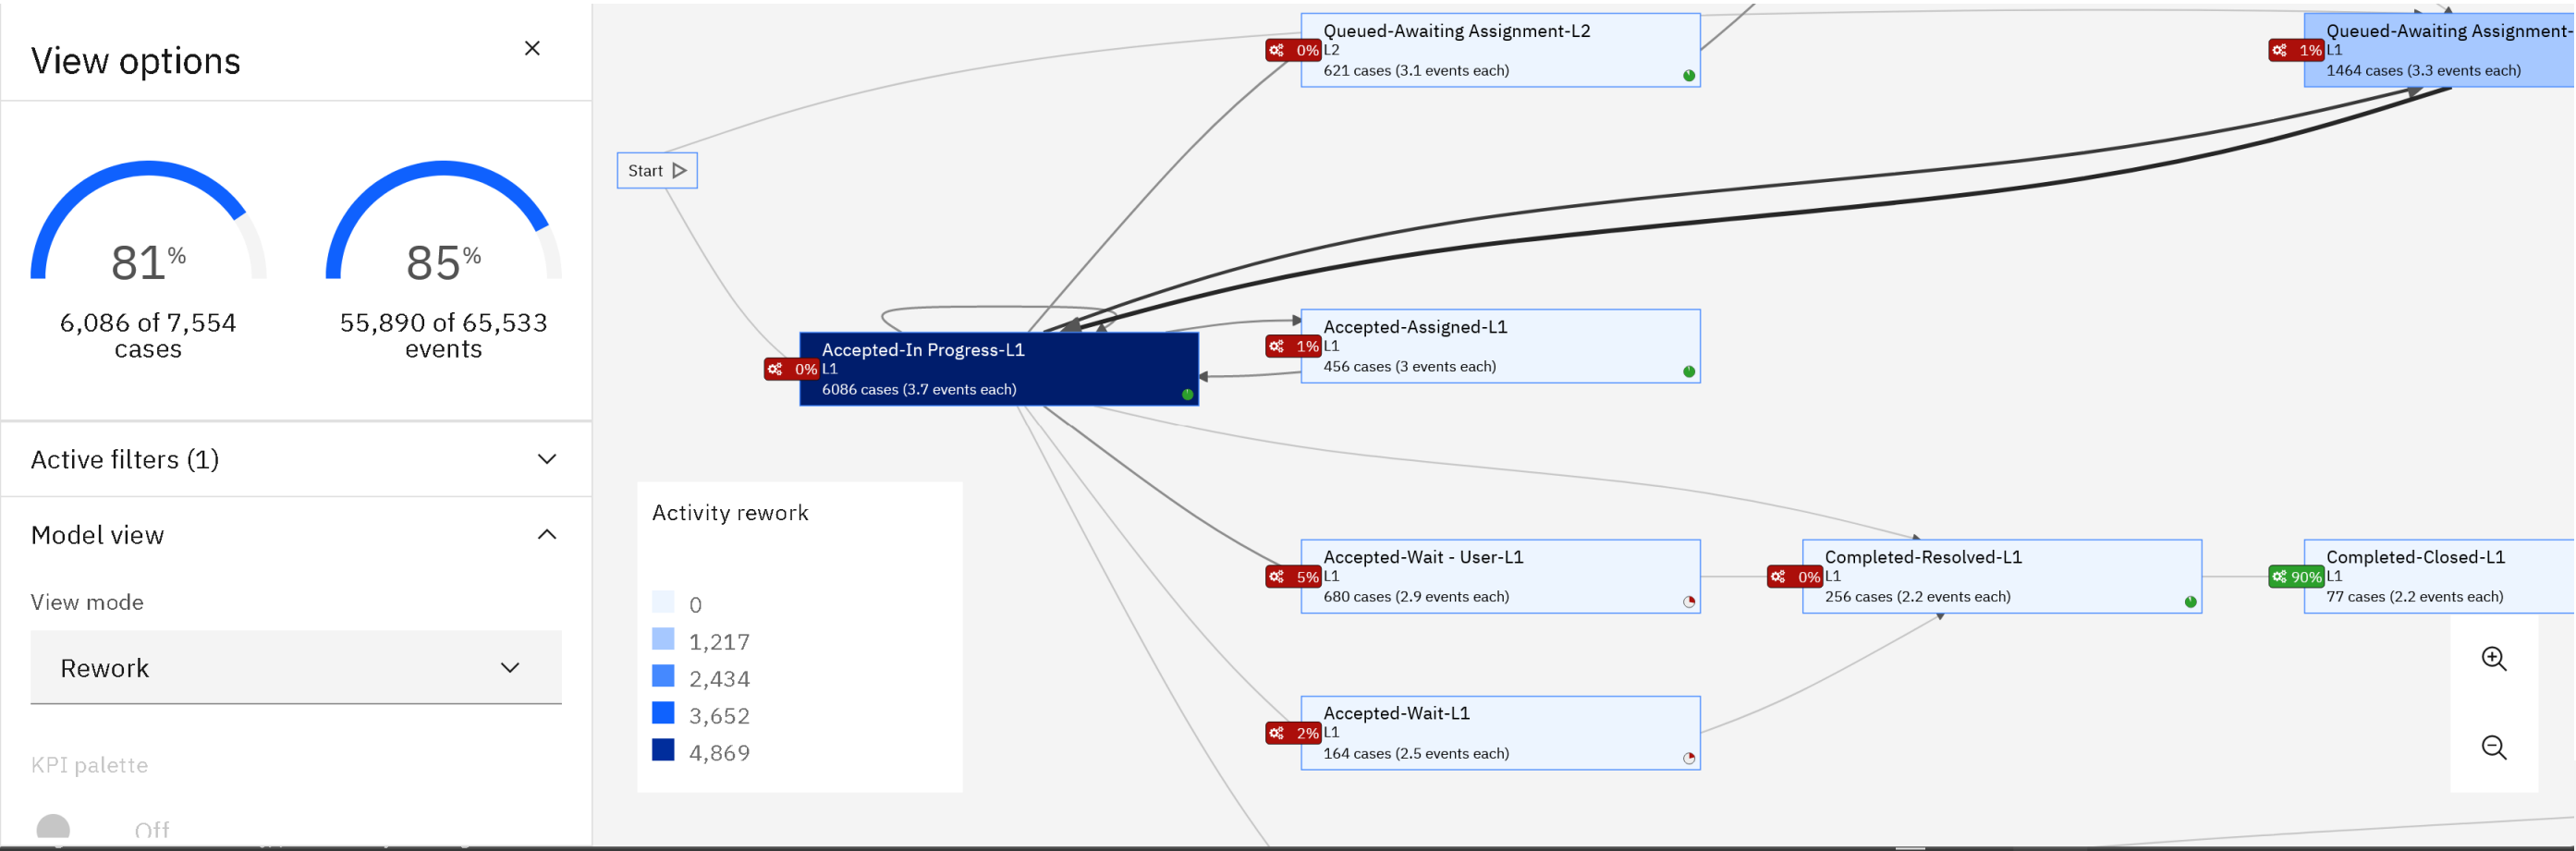 View options
81%
6,086 of 7,554
cases
85%
55,890 of 65,533
events
Active filters (1)
Model view
View mode
Rework
KPI palette
Off
Start
Queued-Awaiting Assignment-L2
0% L2
621 cases (3.1 events each)
Queued-Awaiting Assignment-
1% L1
1464 cases (3.3 events each)
Accepted-In Progress-L1
0% L1
6086 cases (3.7 events each)
Accepted-Assigned-L1
1% L1
456 cases (3 events each)
Activity rework
0
1,217
2,434
3,652
4,869
Accepted-Wait - User-L1
5% L1
680 cases (2.9 events each)
Completed-Resolved-L1
0% L1
256 cases (2.2 events each)
Completed-Closed-L1
90% L1
77 cases (2.2 events each)
Accepted-Wait-L1
2% L1
164 cases (2.5 events each)